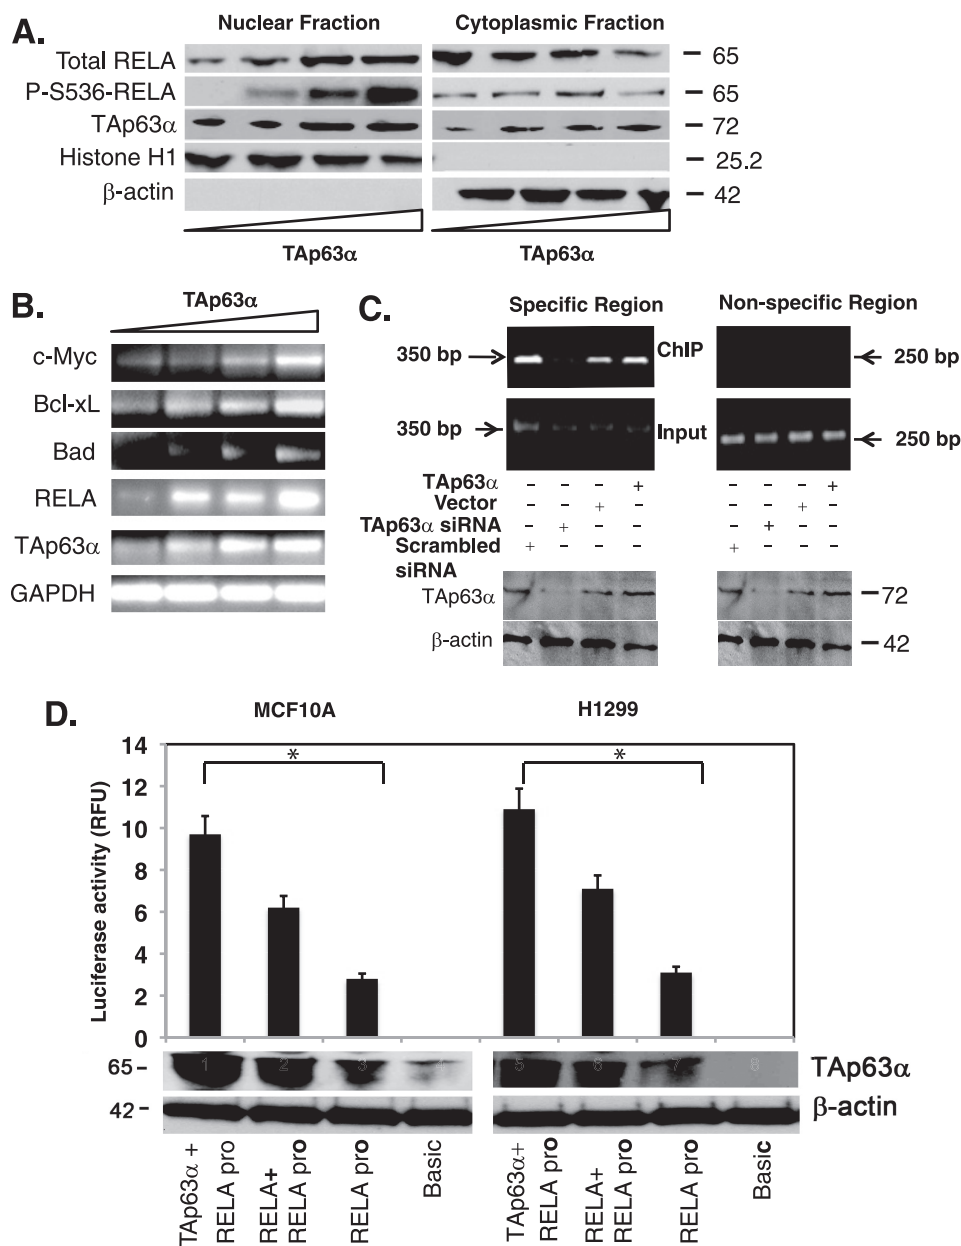 A.
Nuclear Fraction
Cytoplasmic Fraction
Total RELA
65
P-S536-RELA
65
TAp63α
72
Histone H1
25.2
β-actin
42
TAp63α
TAp63α
B.
TAp63α
c-Myc
Bcl-xL
Bad
RELA
TAp63α
GAPDH
C.
Specific Region
Non-specific Region
350 bp
ChIP
250 bp
350 bp
Input
250 bp
TAp63α - - - + - - - +
Vector - - + - - - + -
TAp63α siRNA - + - - - + - -
Scrambled + - - - + - - -
siRNA
TAp63α
72
β-actin
42
D.
MCF10A
H1299
Luciferase activity (RFU)
14
12
10
8
6
4
2
0
*
*
65
1 2 3 4 5 6 7 8
TAp63α
42
β-actin
TAp63α +
RELA pro
RELA+
RELA pro
RELA pro
Basic
TAp63α+
RELA pro
RELA+
RELA pro
RELA pro
Basic